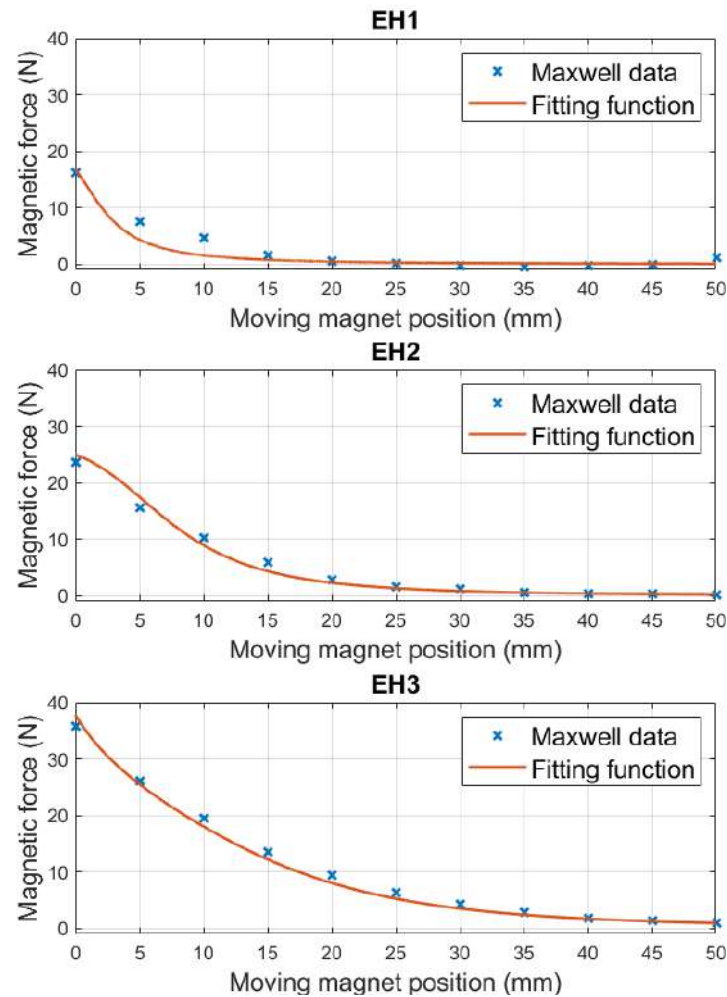 EH1
40
30
20
10
0
Magnetic force (N)
Maxwell data
Fitting function
0 5 10 15 20 25 30 35 40 45 50
Moving magnet position (mm)
EH2
40
30
20
10
0
Magnetic force (N)
Maxwell data
Fitting function
0 5 10 15 20 25 30 35 40 45 50
Moving magnet position (mm)
EH3
40
30
20
10
0
Magnetic force (N)
Maxwell data
Fitting function
0 5 10 15 20 25 30 35 40 45 50
Moving magnet position (mm)